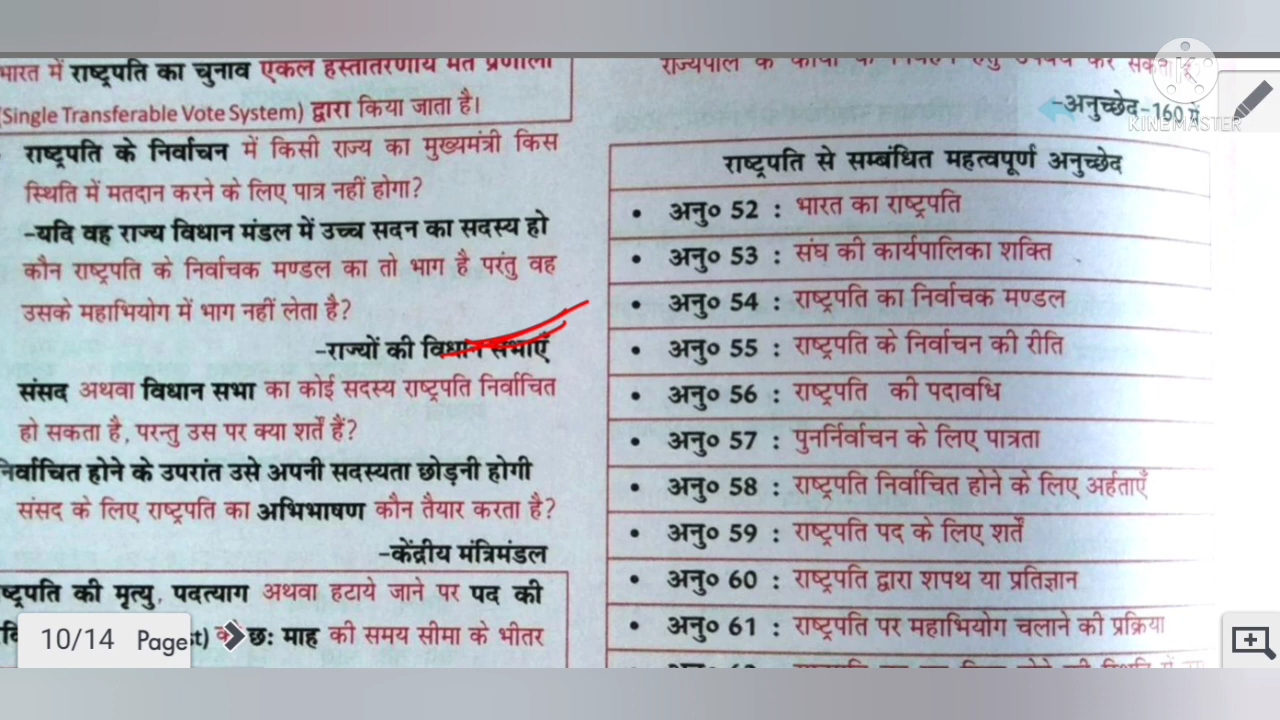 भारत में राष्ट्रपति का चुनाव एकल हस्तांतरणीय मत प्रणाली
(Single Transferable Vote System) द्वारा किया जाता है।
राष्ट्रपति के निर्वाचन में किसी राज्य का मुख्यमंत्री किस
स्थिति में मतदान करने के लिए पात्र नहीं होगा?
-यदि वह राज्य विधान मंडल में उच्च सदन का सदस्य हो
कौन राष्ट्रपति के निर्वाचक मण्डल का तो भाग है परंतु वह
उसके महाभियोग में भाग नहीं लेता है?
-राज्यों की विधान सभाएँ
संसद अथवा विधान सभा का कोई सदस्य राष्ट्रपति निर्वाचित
हो सकता है, परन्तु उस पर क्या शर्तें हैं?
निर्वाचित होने के उपरांत उसे अपनी सदस्यता छोड़नी होगी
संसद के लिए राष्ट्रपति का अभिभाषण कौन तैयार करता है?
-केंद्रीय मंत्रिमंडल
ष्ट्रपति की मृत्यु, पदत्याग अथवा हटाये जाने पर पद की
छः माह की समय सीमा के भीतर
10/14 Page
राज्यपाल के
-अनुच्छेद-160 में
KINEMASTER
राष्ट्रपति से सम्बंधित महत्वपूर्ण अनुच्छेद
• अनु० 52 : भारत का राष्ट्रपति
• अनु० 53 : संघ की कार्यपालिका शक्ति
• अनु० 54 : राष्ट्रपति का निर्वाचक मण्डल
• अनु० 55 : राष्ट्रपति के निर्वाचन की रीति
• अनु० 56 : राष्ट्रपति की पदावधि
• अनु० 57 : पुनर्निर्वाचन के लिए पात्रता
• अनु० 58 : राष्ट्रपति निर्वाचित होने के लिए अर्हताएँ
• अनु० 59 : राष्ट्रपति पद के लिए शर्तें
• अनु० 60 : राष्ट्रपति द्वारा शपथ या प्रतिज्ञान
• अनु० 61 : राष्ट्रपति पर महाभियोग चलाने की प्रक्रिया